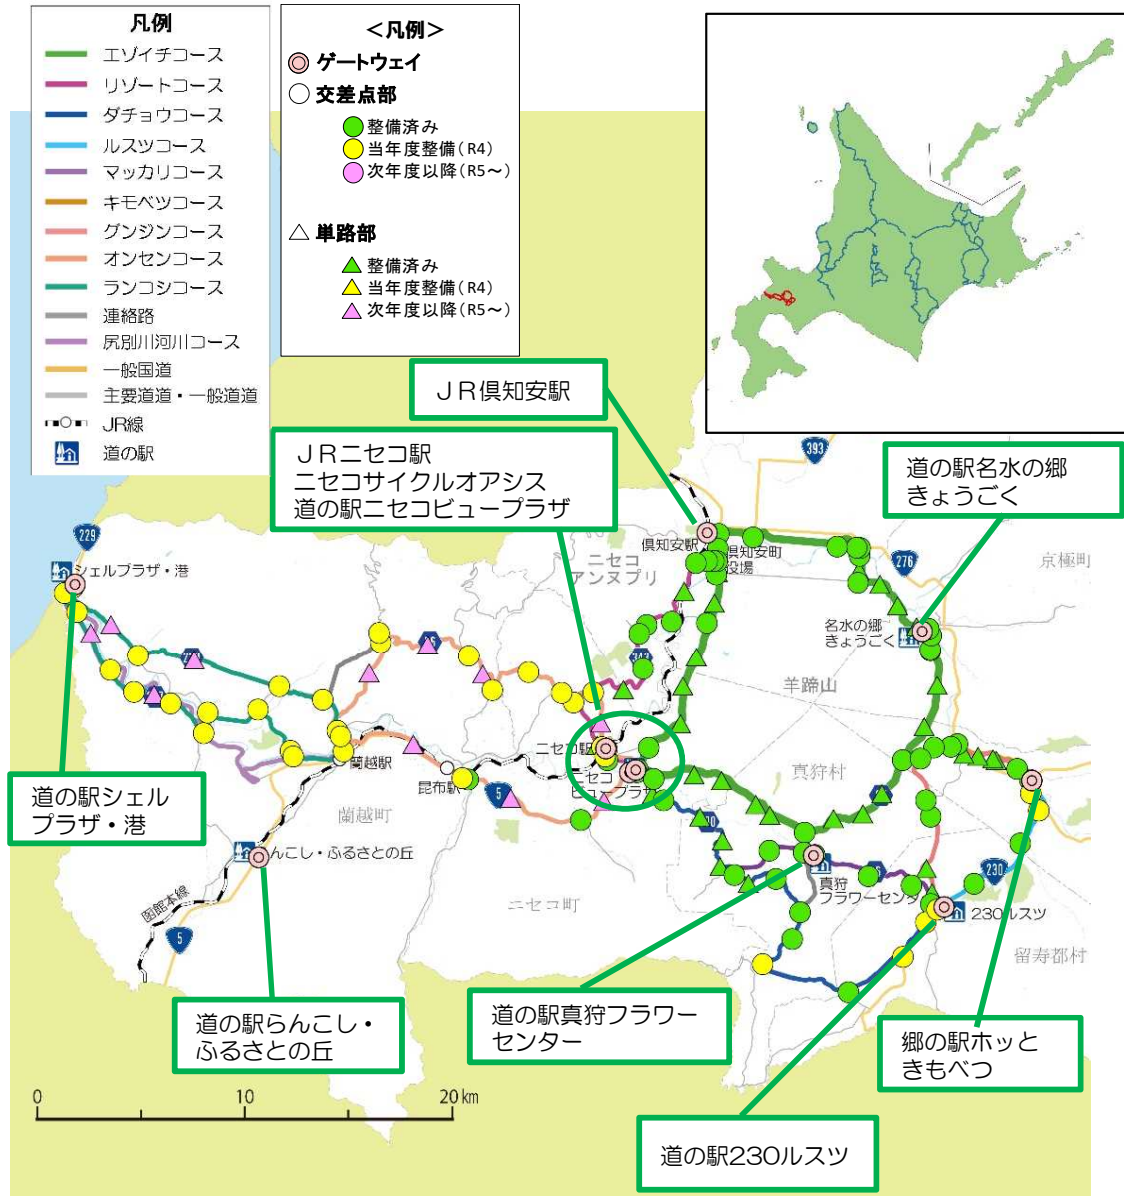 凡例
エゾイチコース
リゾートコース
ダチョウコース
ルスツコース
マッカリコース
キモベツコース
グンジンコース
オンセンコース
ランコシコース
連絡路
尻別川河川コース
一般国道
主要道道・一般道道
JR線
道の駅
＜凡例＞
ゲートウェイ
交差点部
整備済み
当年度整備(R4)
次年度以降(R5～)
単路部
整備済み
当年度整備(R4)
次年度以降(R5～)
ＪＲ倶知安駅
ＪＲニセコ駅
ニセコサイクルオアシス
道の駅ニセコビュープラザ
道の駅名水の郷
きょうごく
393
229
シェルプラザ・港
倶知安駅
倶知安町
役場
ニセコ
アンヌプリ
276
京極町
名水の郷
きょうごく
343
羊蹄山
ニセコ駅
ニセコ
ビュープラザ
真狩村
蘭越駅
昆布駅
5
蘭越町
道の駅シェル
プラザ・港
らんこし・ふるさとの丘
函館本線
5
ニセコ町
真狩
フラワーセンター
230
230ルスツ
留寿都村
道の駅らんこし・
ふるさとの丘
道の駅真狩フラワー
センター
郷の駅ホッと
きもべつ
道の駅230ルスツ
0
10
20 km